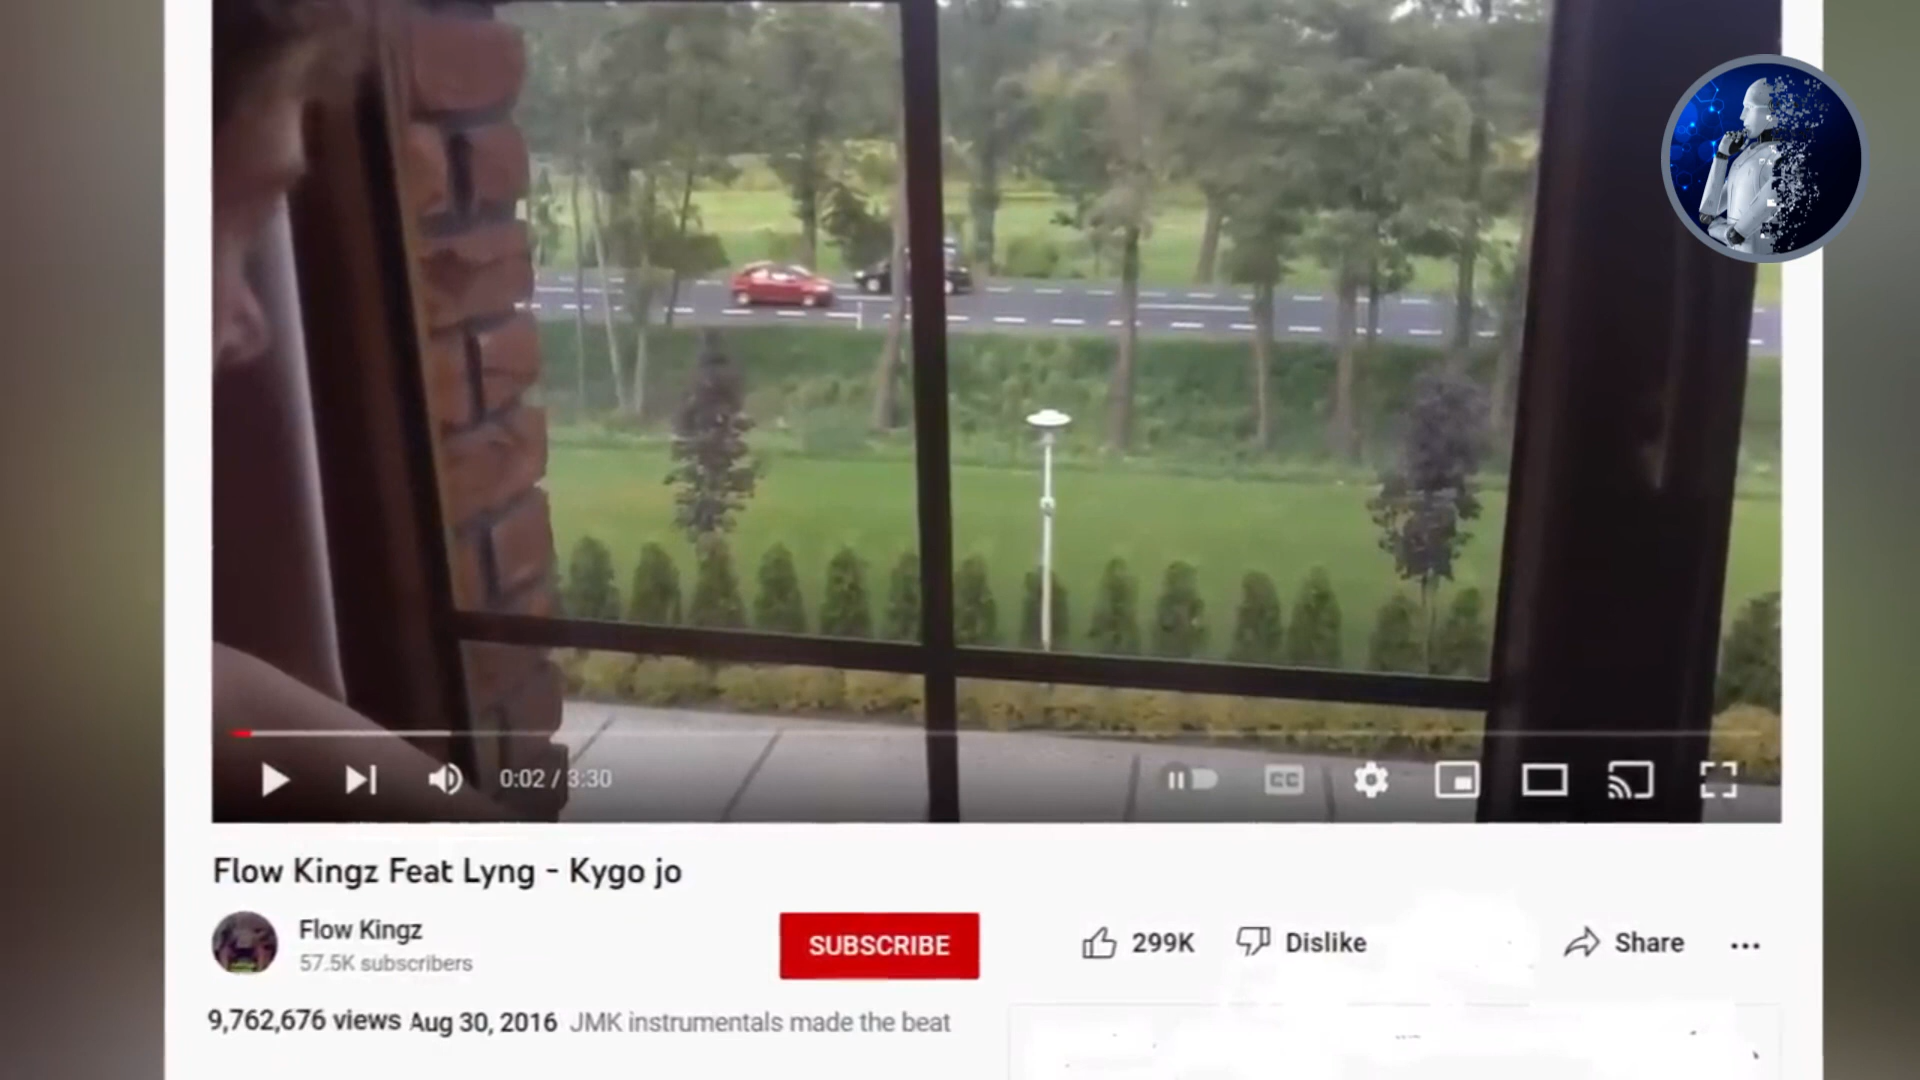 0:02 / 3:30
CC
Flow Kingz Feat Lyng - Kygo jo
Flow Kingz
57.5K subscribers
SUBSCRIBE
299K
Dislike
Share
9,762,676 views Aug 30, 2016 JMK instrumentals made the beat